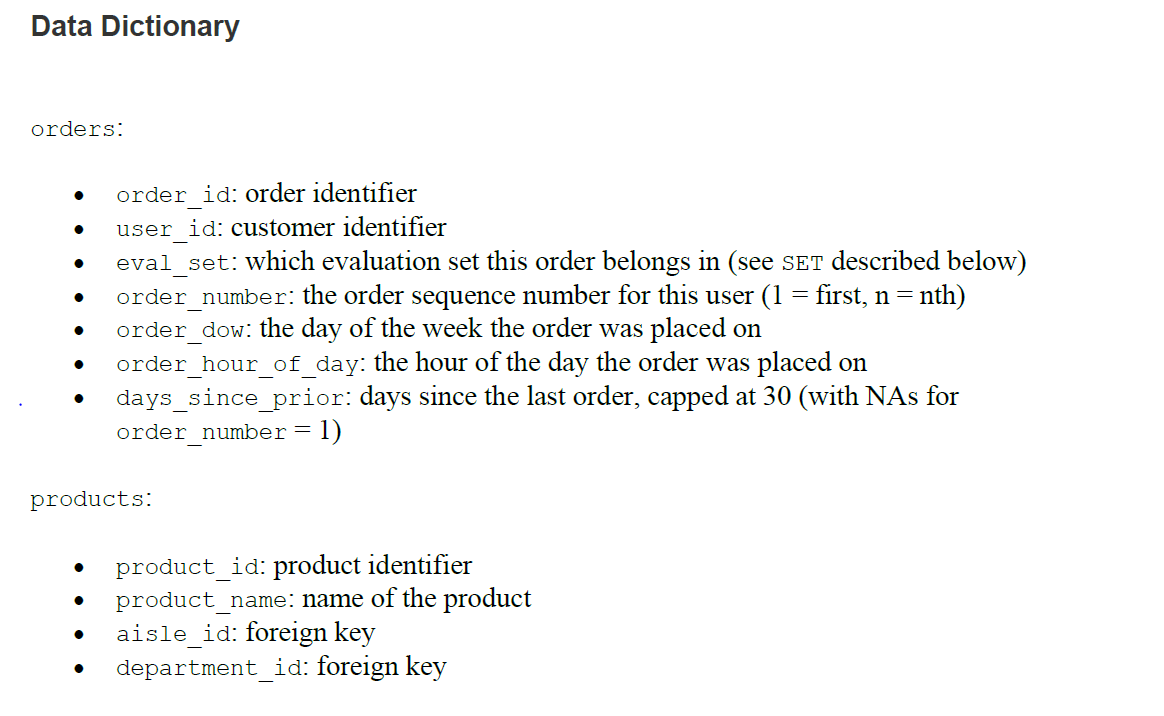 Data Dictionary
orders:
• order_id: order identifier
• user_id: customer identifier
• eval_set: which evaluation set this order belongs in (see SET described below)
• order_number: the order sequence number for this user (1 = first, n = nth)
• order_dow: the day of the week the order was placed on
• order_hour_of_day: the hour of the day the order was placed on
• days_since_prior: days since the last order, capped at 30 (with NAs for
order_number = 1)
products:
• product_id: product identifier
• product_name: name of the product
• aisle_id: foreign key
• department_id: foreign key